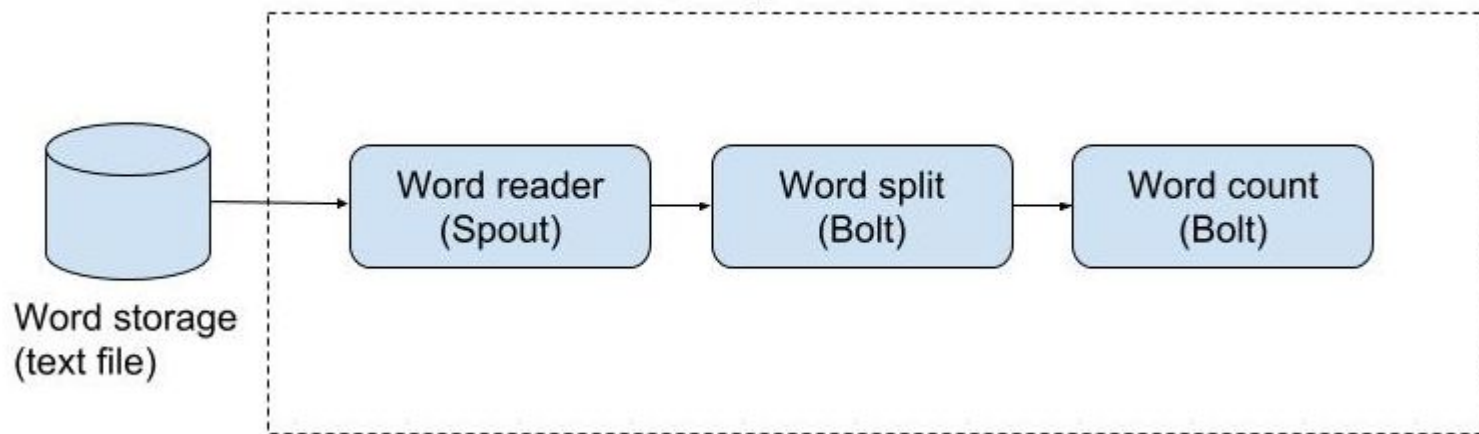 Word storage
(text file)
Word reader
(Spout)
Word split
(Bolt)
Word count
(Bolt)